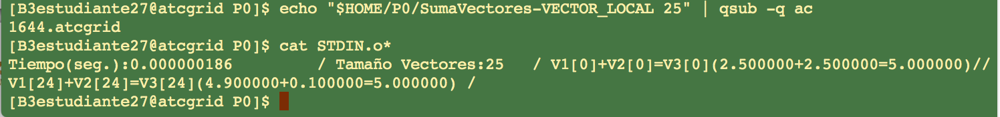 [B3estudiante27@atcgrid P0]$ echo "$HOME/P0/SumaVectores-VECTOR_LOCAL 25" | qsub -q ac
1644.atcgrid
[B3estudiante27@atcgrid P0]$ cat STDIN.o*
Tiempo(seg.):0.000000186         / Tamaño Vectores:25   / V1[0]+V2[0]=V3[0](2.500000+2.500000=5.000000)//
V1[24]+V2[24]=V3[24](4.900000+0.100000=5.000000) /
[B3estudiante27@atcgrid P0]$